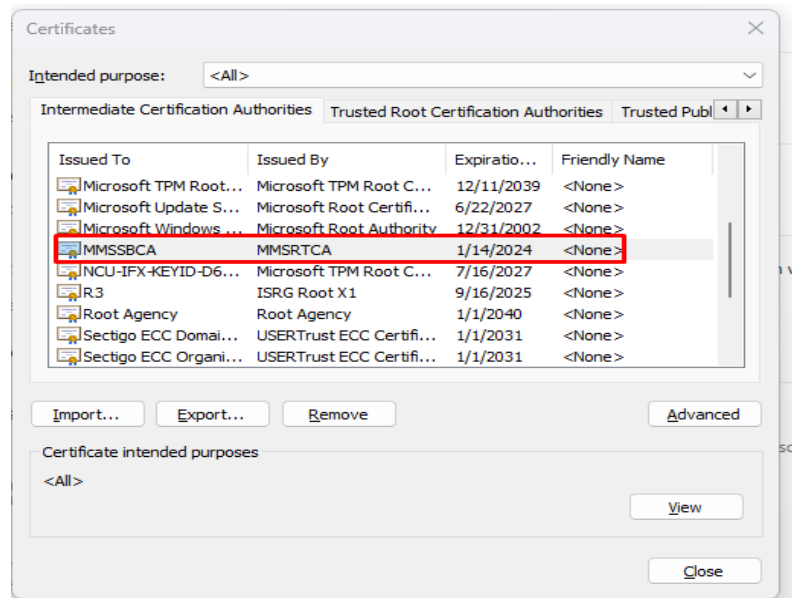 Certificates
Intended purpose: <All>
Intermediate Certification Authorities Trusted Root Certification Authorities Trusted Publ
Issued To Issued By Expiratio... Friendly Name
Microsoft TPM Root... Microsoft TPM Root C... 12/11/2039 <None>
Microsoft Update S... Microsoft Root Certifi... 6/22/2027 <None>
Microsoft Windows ... Microsoft Root Authority 12/31/2002 <None>
MMSSBCA MMSRTCA 1/14/2024 <None>
NCU-IFX-KEYID-D6... Microsoft TPM Root C... 7/16/2027 <None>
R3 ISRG Root X1 9/16/2025 <None>
Root Agency Root Agency 1/1/2040 <None>
Sectigo ECC Domai... USERTrust ECC Certifi... 1/1/2031 <None>
Sectigo ECC Organi... USERTrust ECC Certifi... 1/1/2031 <None>
Import... Export... Remove Advanced
Certificate intended purposes
<All>
View
Close